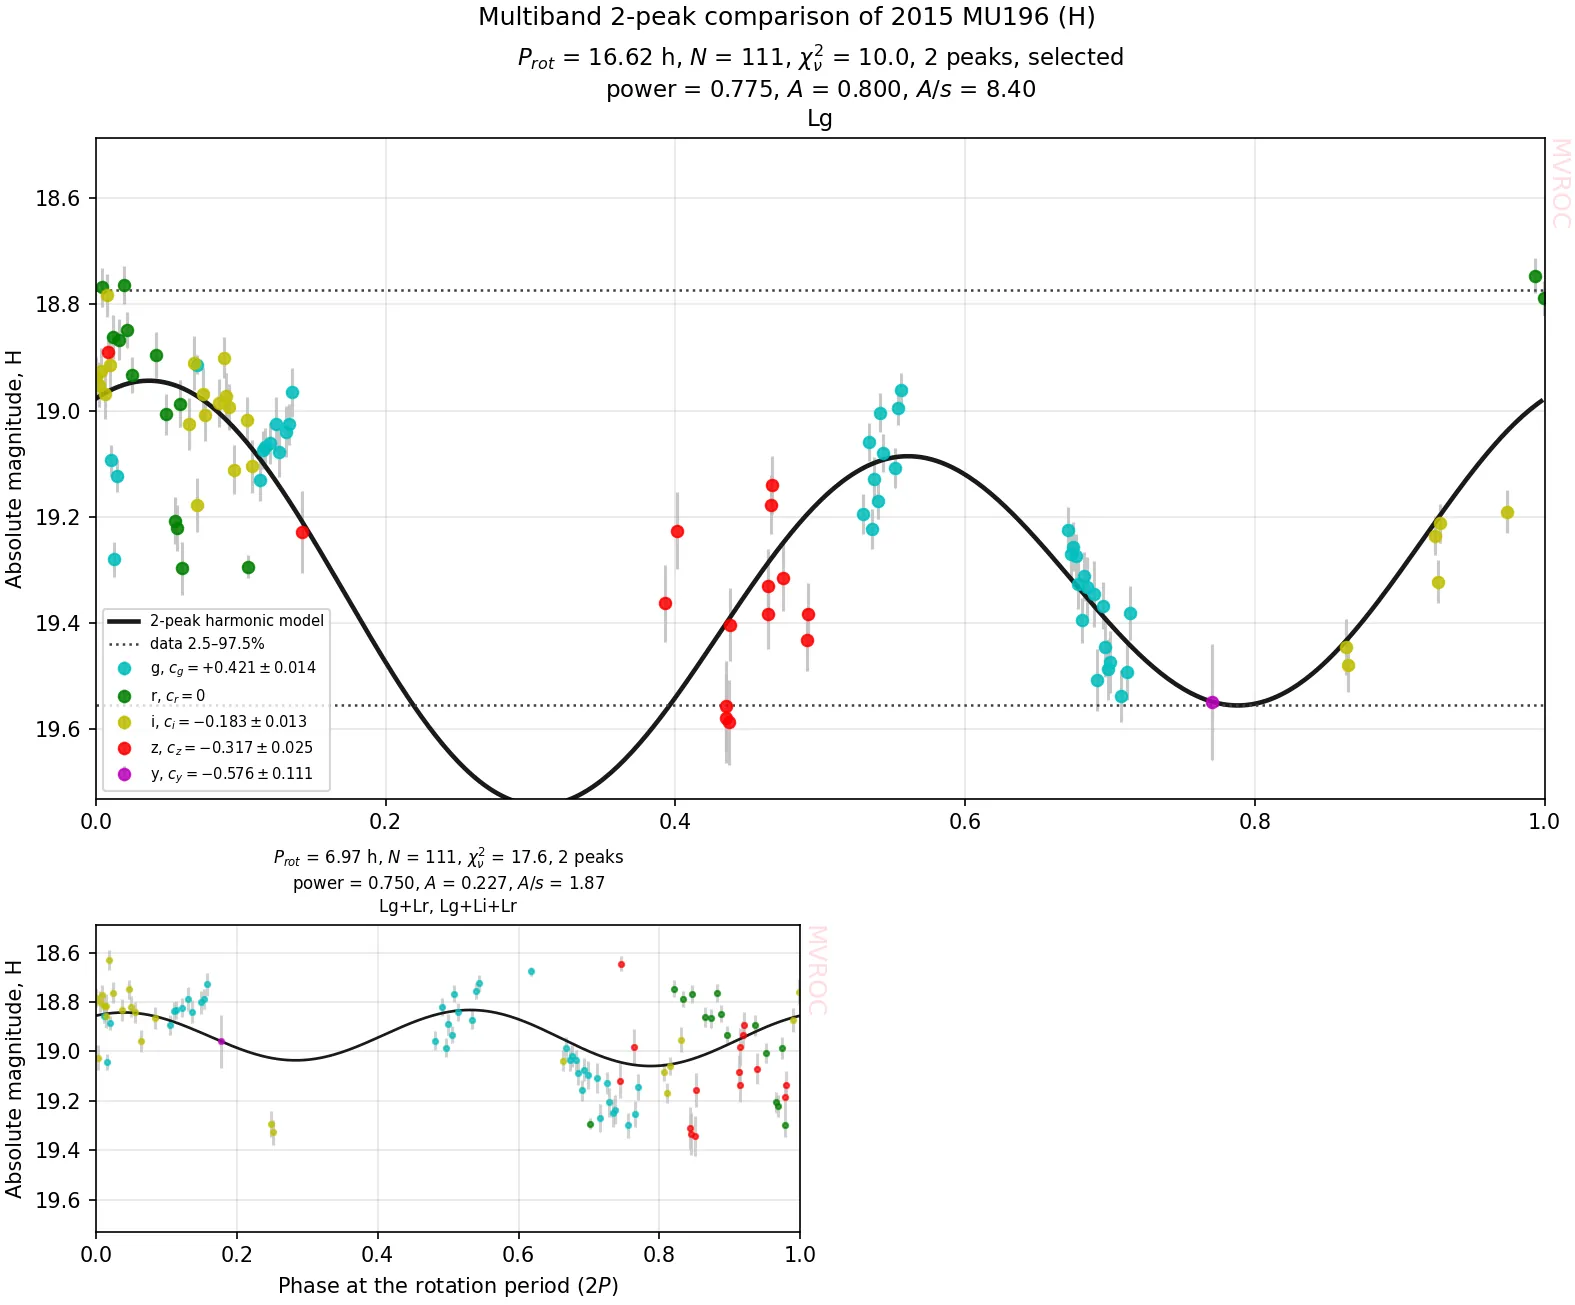 Multiband 2-peak comparison of 2015 MU196 (H)
P_rot = 16.62 h, N = 111, χ²_ν = 10.0, 2 peaks, selected
power = 0.775, A = 0.800, A/s = 8.40
Lg
MVROC
Absolute magnitude, H
18.6
18.8
19.0
19.2
19.4
19.6
2-peak harmonic model
data 2.5–97.5%
g, c_g = +0.421 ± 0.014
r, c_r = 0
i, c_i = −0.183 ± 0.013
z, c_z = −0.317 ± 0.025
y, c_y = −0.576 ± 0.111
0.0 0.2 0.4 0.6 0.8 1.0
P_rot = 6.97 h, N = 111, χ²_ν = 17.6, 2 peaks
power = 0.750, A = 0.227, A/s = 1.87
Lg+Lr, Lg+Li+Lr
MVROC
Absolute magnitude, H
18.6
18.8
19.0
19.2
19.4
19.6
0.0 0.2 0.4 0.6 0.8 1.0
Phase at the rotation period (2P)